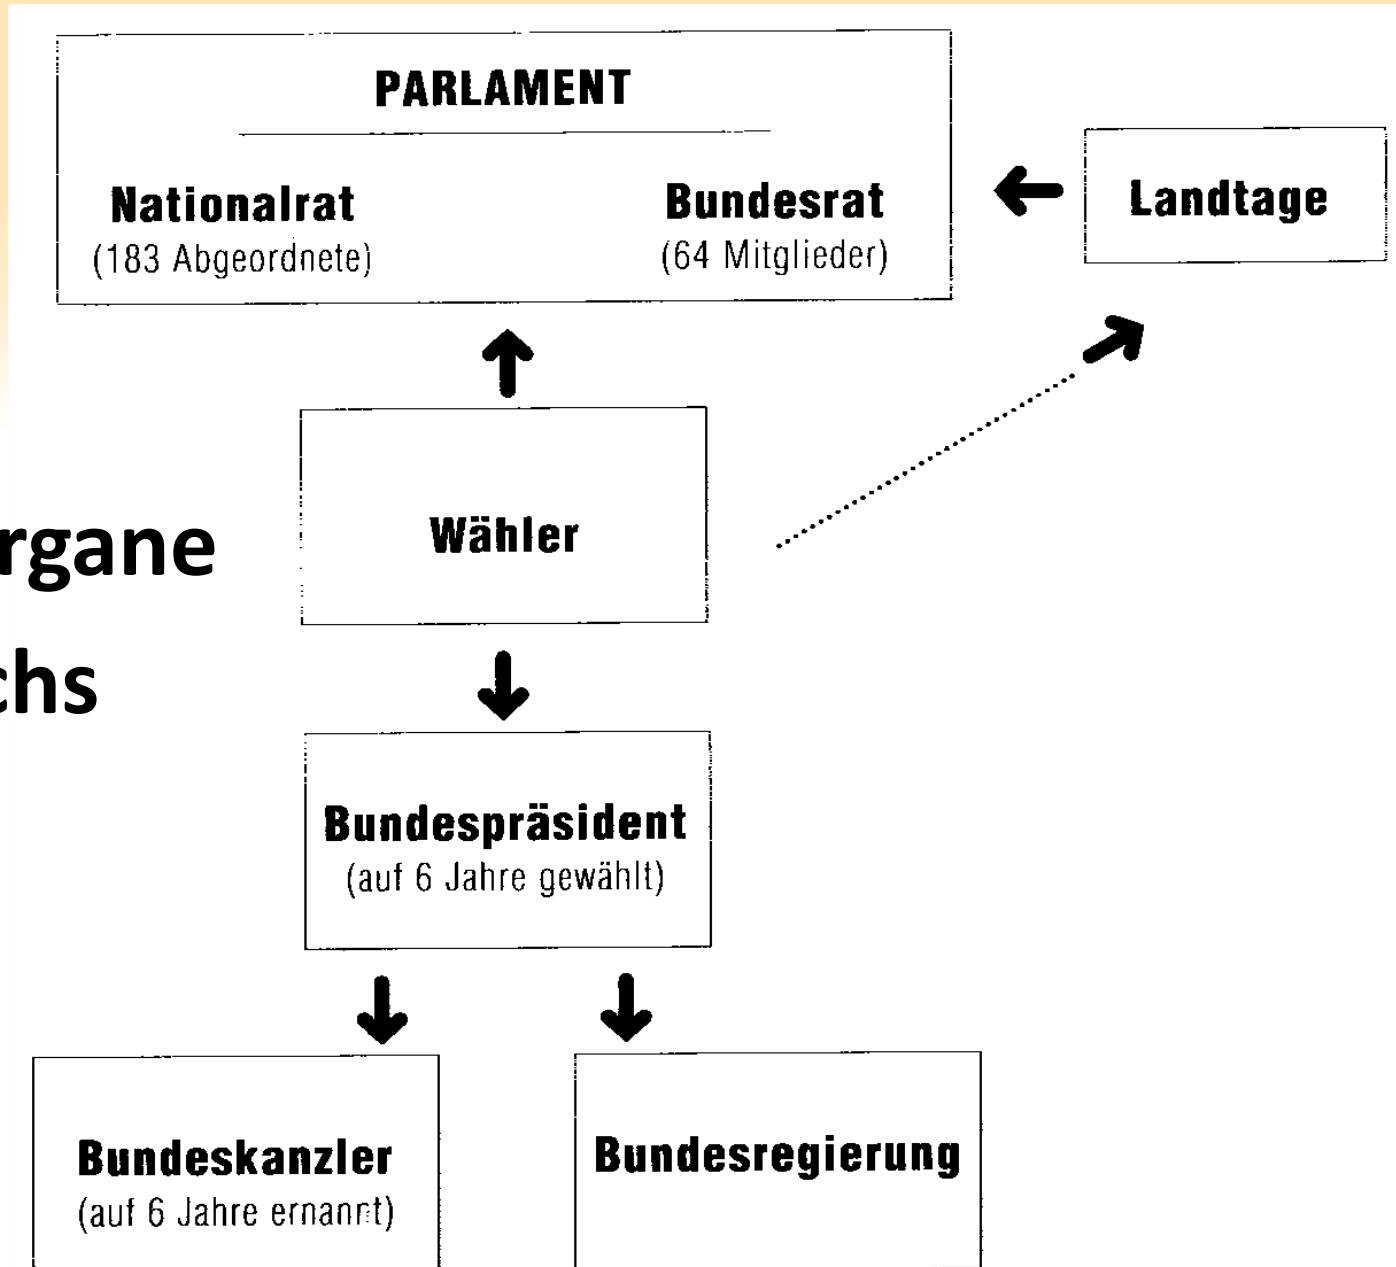 PARLAMENT
Nationalrat
(183 Abgeordnete)
Bundesrat
(64 Mitglieder)
Landtage
Wähler
rgane
chs
Bundespräsident
(auf 6 Jahre gewählt)
Bundeskanzler
(auf 6 Jahre ernannt)
Bundesregierung